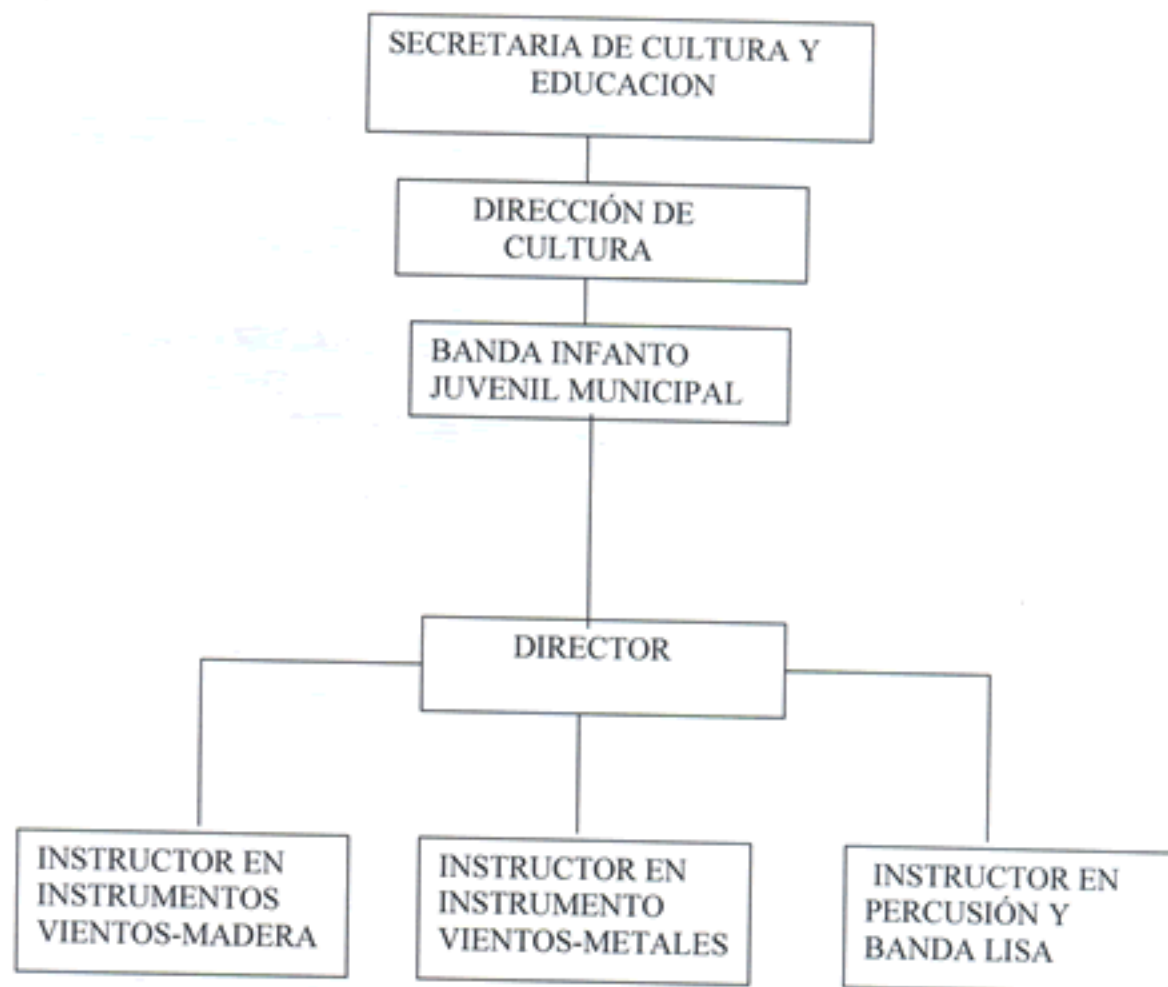 SECRETARIA DE CULTURA Y
EDUCACION
DIRECCIÓN DE
CULTURA
BANDA INFANTO
JUVENIL MUNICIPAL
DIRECTOR
INSTRUCTOR EN
INSTRUMENTOS
VIENTOS-MADERA
INSTRUCTOR EN
INSTRUMENTO
VIENTOS-METALES
INSTRUCTOR EN
PERCUSIÓN Y
BANDA LISA